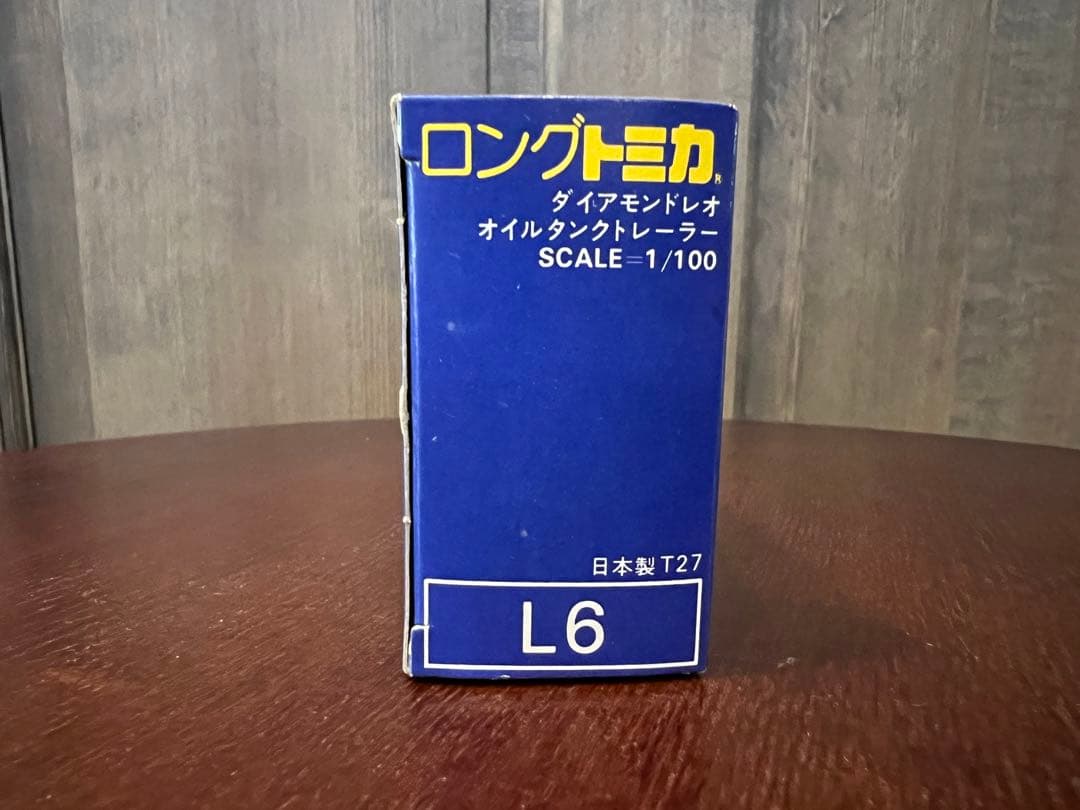 ロングトミカ®
ダイアモンドレオ
オイルタンクトレーラー
SCALE=1/100
日本製 T27
L6